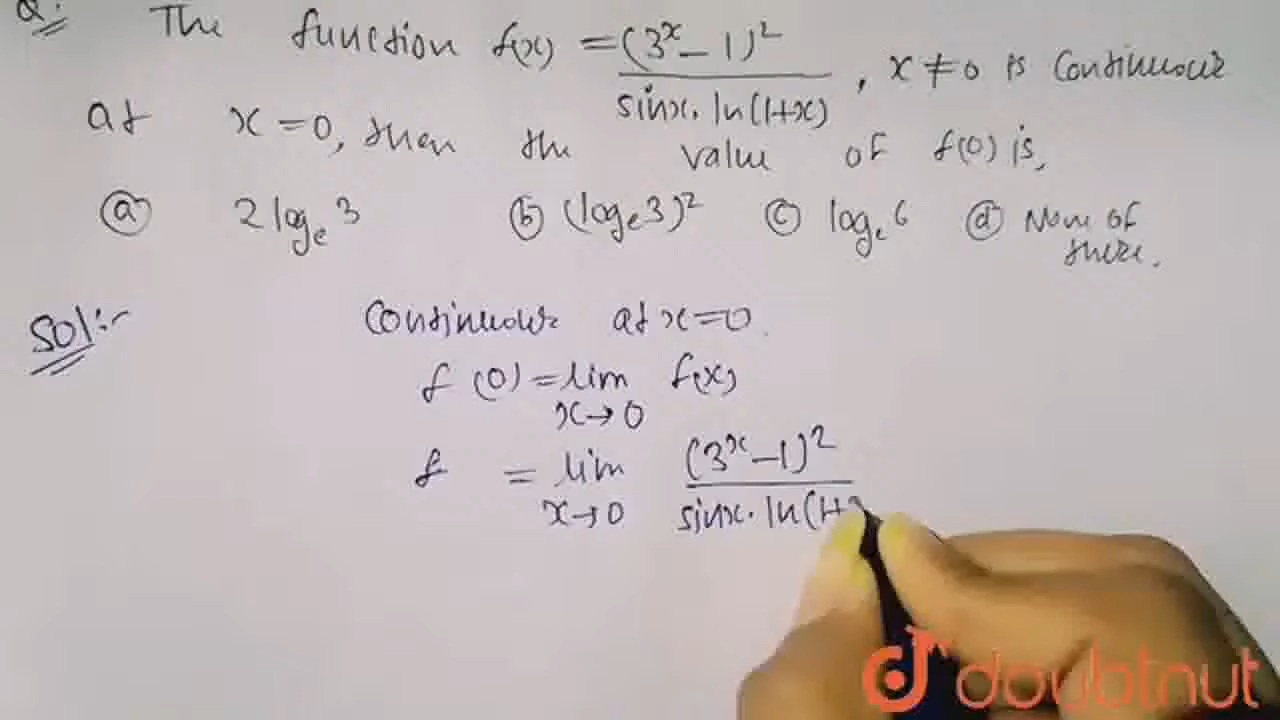 Q:
The function f(x) = (3^x - 1)^2 / sinx. ln(1+x), x ≠ 0 is continuous
at x = 0, then the value of f(0) is,
(a) 2 log_e 3 (b) (log_e 3)^2 (c) log_e 6 (d) None of these.
Sol:-
continuous at x = 0.
f (0) = lim x→0 f(x)
f = lim x→0 (3^x - 1)^2 / sinx. ln(1+
doubtnut